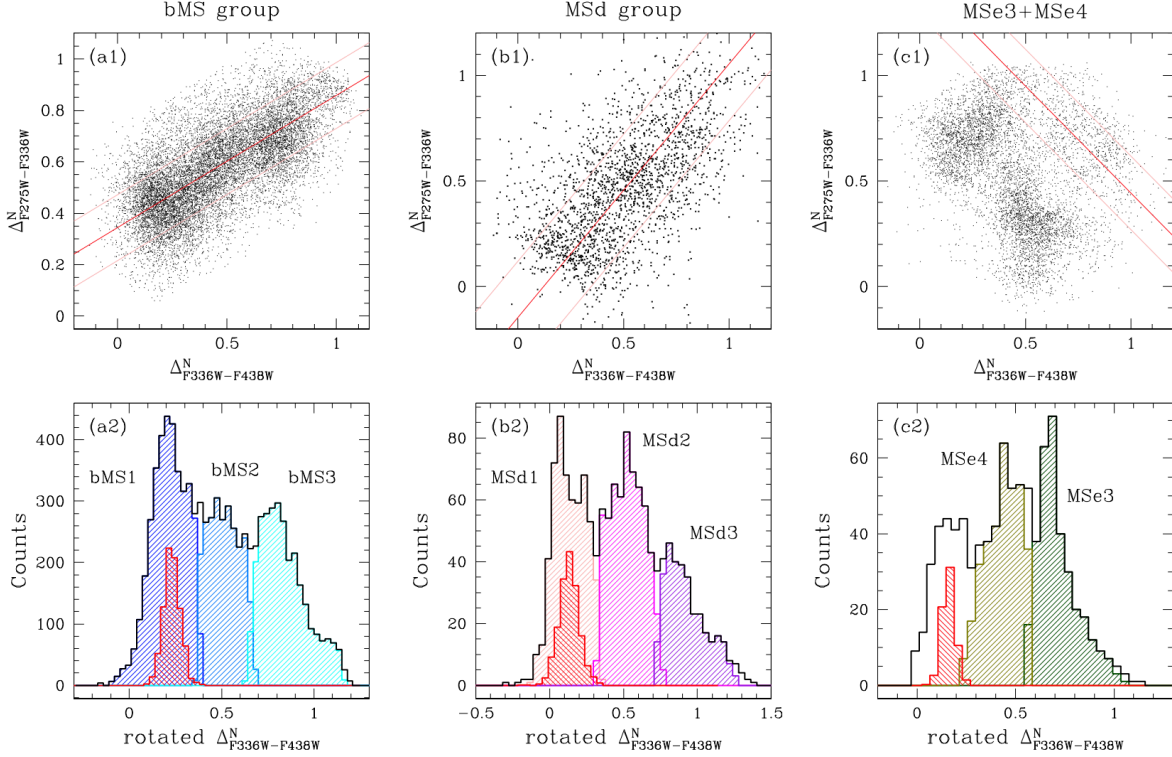 bMS group
MSd group
MSe3+MSe4
(a1)
1
0.8
0.6
0.4
0.2
0
Δ^N_F275W−F336W
0
0.5
1
Δ^N_F336W−F438W
(b1)
1
0.5
0
Δ^N_F275W−F336W
0
0.5
1
Δ^N_F336W−F438W
(c1)
1
0.5
0
Δ^N_F275W−F336W
0
0.5
1
Δ^N_F336W−F438W
(a2)
bMS1
bMS2
bMS3
400
300
200
100
0
Counts
0
0.5
1
rotated Δ^N_F336W−F438W
(b2)
MSd1
MSd2
MSd3
80
60
40
20
0
Counts
−0.5
0
0.5
1
1.5
rotated Δ^N_F336W−F438W
(c2)
MSe4
MSe3
60
40
20
0
Counts
0
0.5
1
rotated Δ^N_F336W−F438W